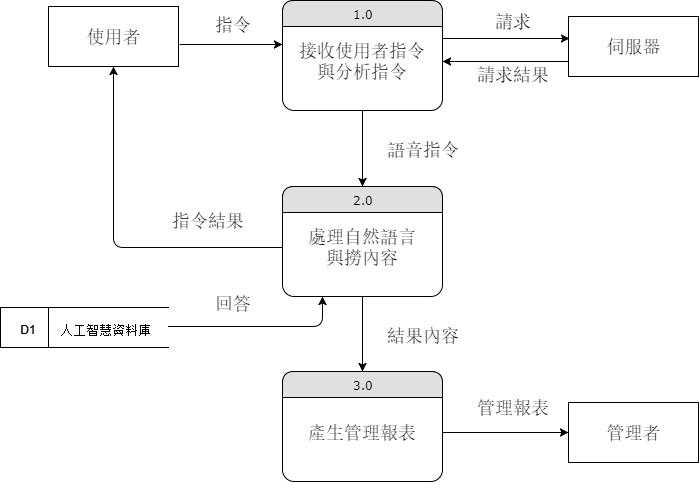 1.0
使用者
指令
接收使用者指令
與分析指令
請求
請求結果
伺服器
語音指令
2.0
處理自然語言
與撈內容
指令結果
回答
D1
人工智慧資料庫
結果內容
3.0
產生管理報表
管理報表
管理者